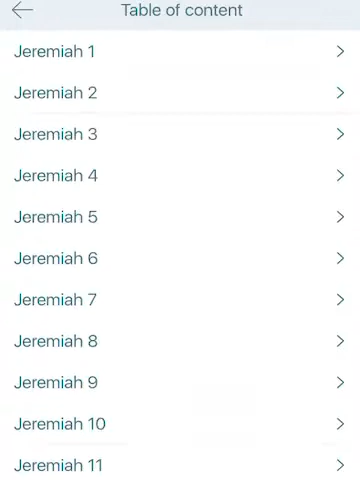 Table of content
Jeremiah 1
Jeremiah 2
Jeremiah 3
Jeremiah 4
Jeremiah 5
Jeremiah 6
Jeremiah 7
Jeremiah 8
Jeremiah 9
Jeremiah 10
Jeremiah 11